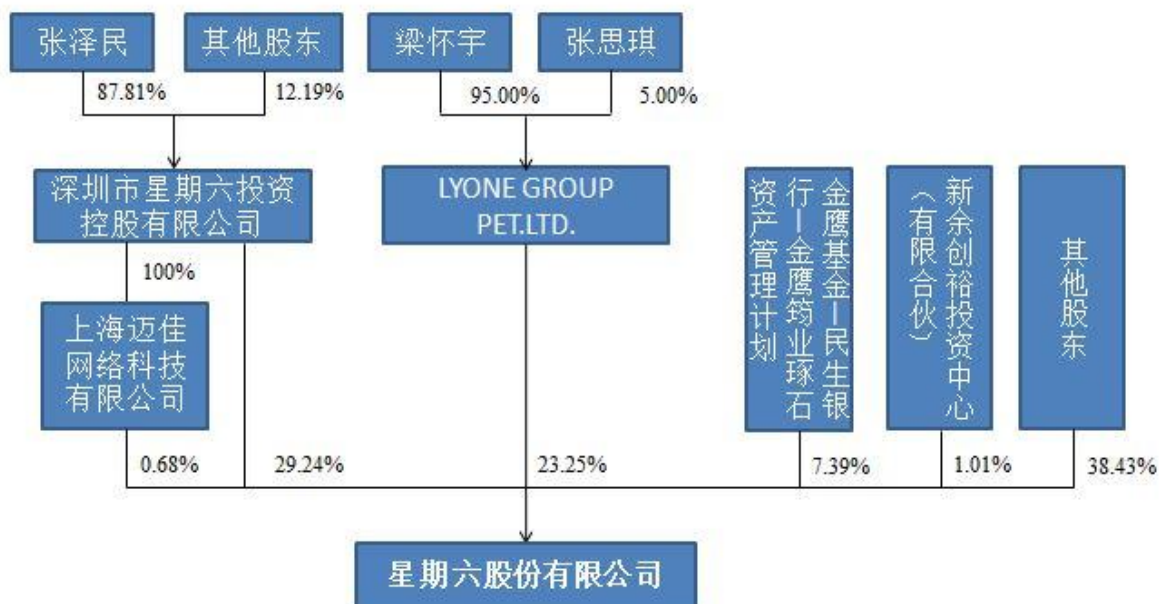 张泽民
其他股东
梁怀宇
张思琪
87.81%
12.19%
95.00%
5.00%
深圳市星期六投资
控股有限公司
LYONE GROUP
PET.LTD.
金鹰基金—民生银
行—金鹰筠业琢石
资产管理计划
新余创裕投资中心
（有限合伙）
其他股东
100%
上海迈佳
网络科技
有限公司
0.68%
29.24%
23.25%
7.39%
1.01%
38.43%
星期六股份有限公司